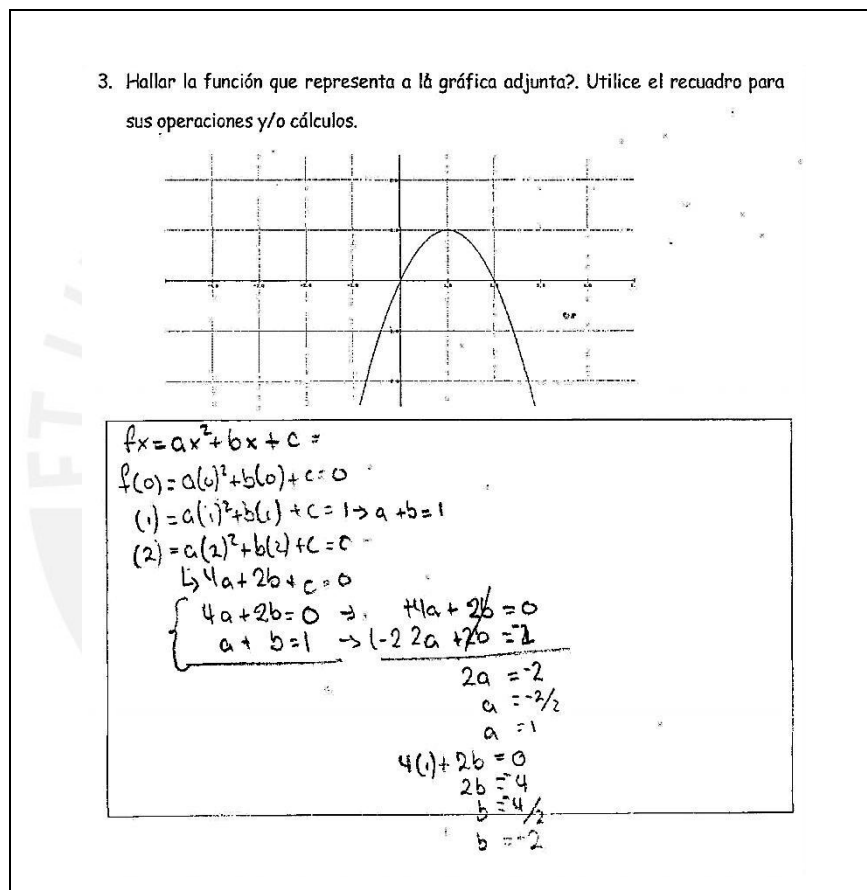 3. Hallar la función que representa a la gráfica adjunta?. Utilice el recuadro para
sus operaciones y/o cálculos.
fx = ax² + bx + c =
f(0) = a(0)² + b(0) + c = 0
(1) = a(1)² + b(1) + c = 1 → a + b = 1
(2) = a(2)² + b(2) + c = 0
↳ 4a + 2b + c = 0
4a + 2b = 0 → +4a + 2b = 0
a + b = 1 → (-2 2a + 2b = -2
2a = -2
a = -2/2
a = 1
4(1) + 2b = 0
2b = -4
b = -4/2
b = -2